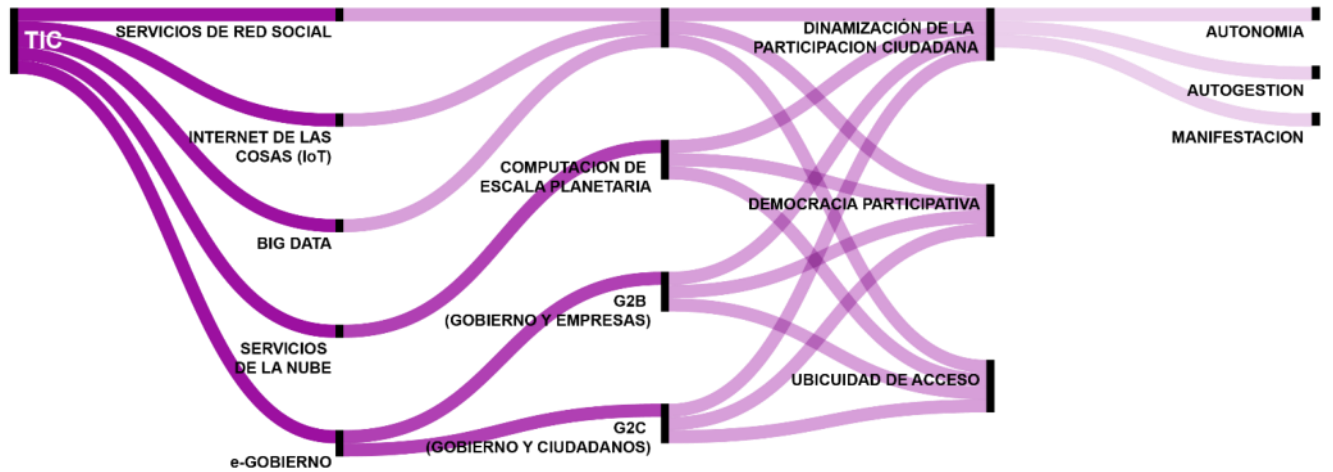 TIC
SERVICIOS DE RED SOCIAL
INTERNET DE LAS
COSAS (IoT)
BIG DATA
SERVICIOS
DE LA NUBE
e-GOBIERNO
COMPUTACION DE
ESCALA PLANETARIA
G2B
(GOBIERNO Y EMPRESAS)
G2C
(GOBIERNO Y CIUDADANOS)
DINAMIZACIÓN DE LA
PARTICIPACION CIUDADANA
DEMOCRACIA PARTICIPATIVA
UBICUIDAD DE ACCESO
AUTONOMIA
AUTOGESTION
MANIFESTACION